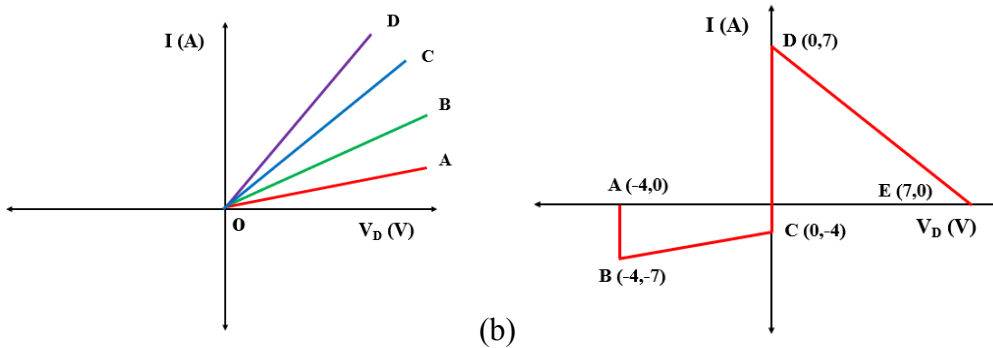 I (A)
D
C
B
A
O
V_D (V)
(b)
I (A)
D (0,7)
A (-4,0)
E (7,0)
C (0,-4)
V_D (V)
B (-4,-7)